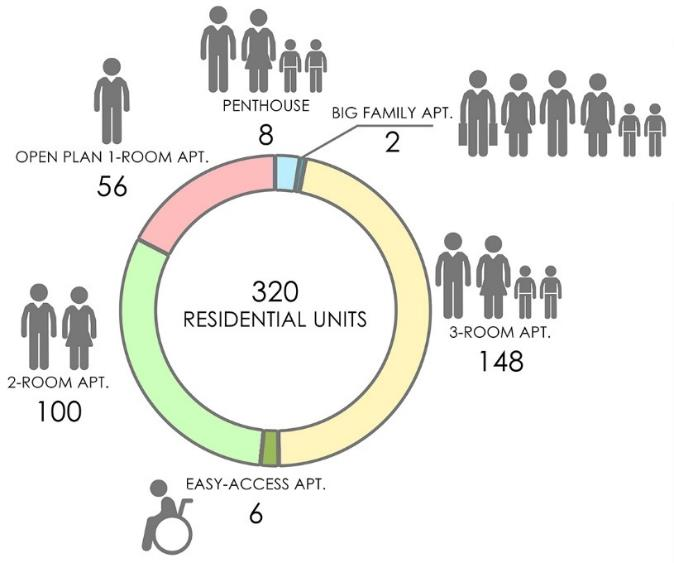 PENTHOUSE
8
BIG FAMILY APT.
2
OPEN PLAN 1-ROOM APT.
56
320
RESIDENTIAL UNITS
3-ROOM APT.
148
2-ROOM APT.
100
EASY-ACCESS APT.
6